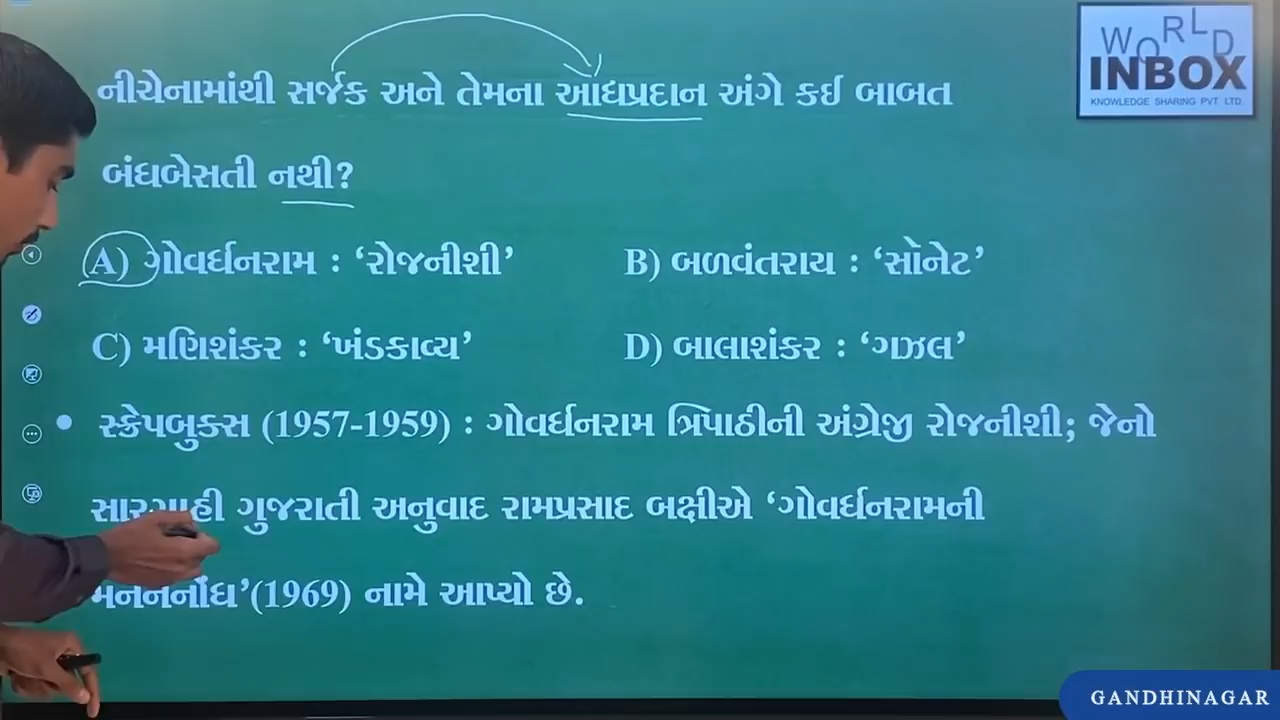 WORLD
INBOX
KNOWLEDGE SHARING PVT LTD.
નીચેનામાંથી સર્જક અને તેમના આધપ્રદાન અંગે કઈ બાબત
બંધબેસતી નથી?
A) ગોવર્ધનરામ : ‘રોજનીશી’
B) બળવંતરાય : ‘સૉનેટ’
C) મણિશંકર : ‘ખંડકાવ્ય’
D) બાલાશંકર : ‘ગઝલ’
• સ્ક્રેપબુક્સ (1957-1959) : ગોવર્ધનરામ ત્રિપાઠીની અંગ્રેજી રોજનીશી; જેનો
ગુજરાતી અનુવાદ રામપ્રસાદ બક્ષીએ ‘ગોવર્ધનરામની
મનનનોંધ’(1969) નામે આપ્યો છે.
GANDHINAGAR